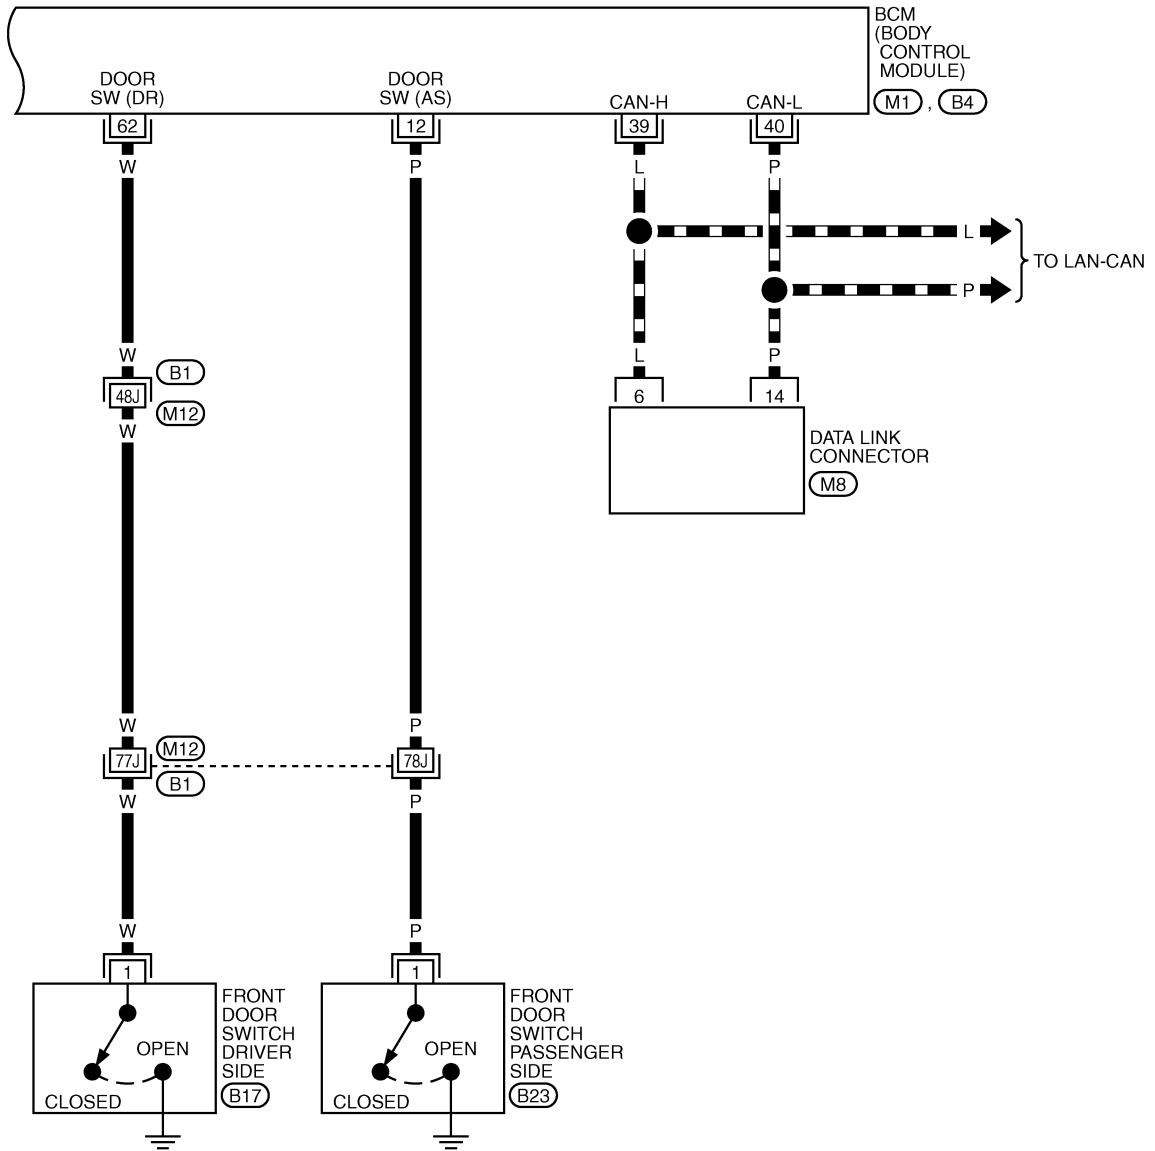 BCM
(BODY
CONTROL
MODULE)
M1 , B4
DOOR
SW (DR)
DOOR
SW (AS)
CAN-H
CAN-L
62
12
39
40
W
P
L
P
L
TO LAN-CAN
P
W
L
P
B1
48J
6
14
M12
W
DATA LINK
CONNECTOR
M8
W
P
M12
77J
78J
B1
W
P
W
P
1
1
FRONT
DOOR
SWITCH
DRIVER
SIDE
B17
OPEN
CLOSED
FRONT
DOOR
SWITCH
PASSENGER
SIDE
B23
OPEN
CLOSED